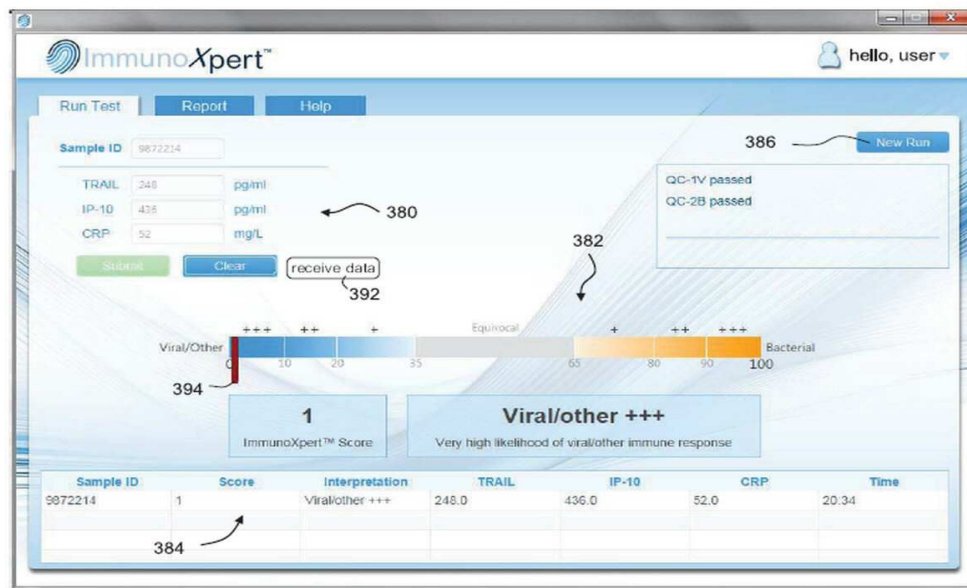 ImmunoXpert™
hello, user
Run Test Report Help
386 New Run
Sample ID 9872214
TRAIL 248 pg/ml
IP-10 436 pg/ml
CRP 52 mg/L
380
QC-1V passed
QC-2B passed
382
Submit Clear receive data
392
+++ ++ + Equivocal + ++ +++
Viral/Other Bacterial
0 10 20 35 65 80 90 100
394
1
ImmunoXpert™ Score
Viral/other +++
Very high likelihood of viral/other immune response
Sample ID Score Interpretation TRAIL IP-10 CRP Time
9872214 1 Viral/other +++ 248.0 436.0 52.0 20:34
384